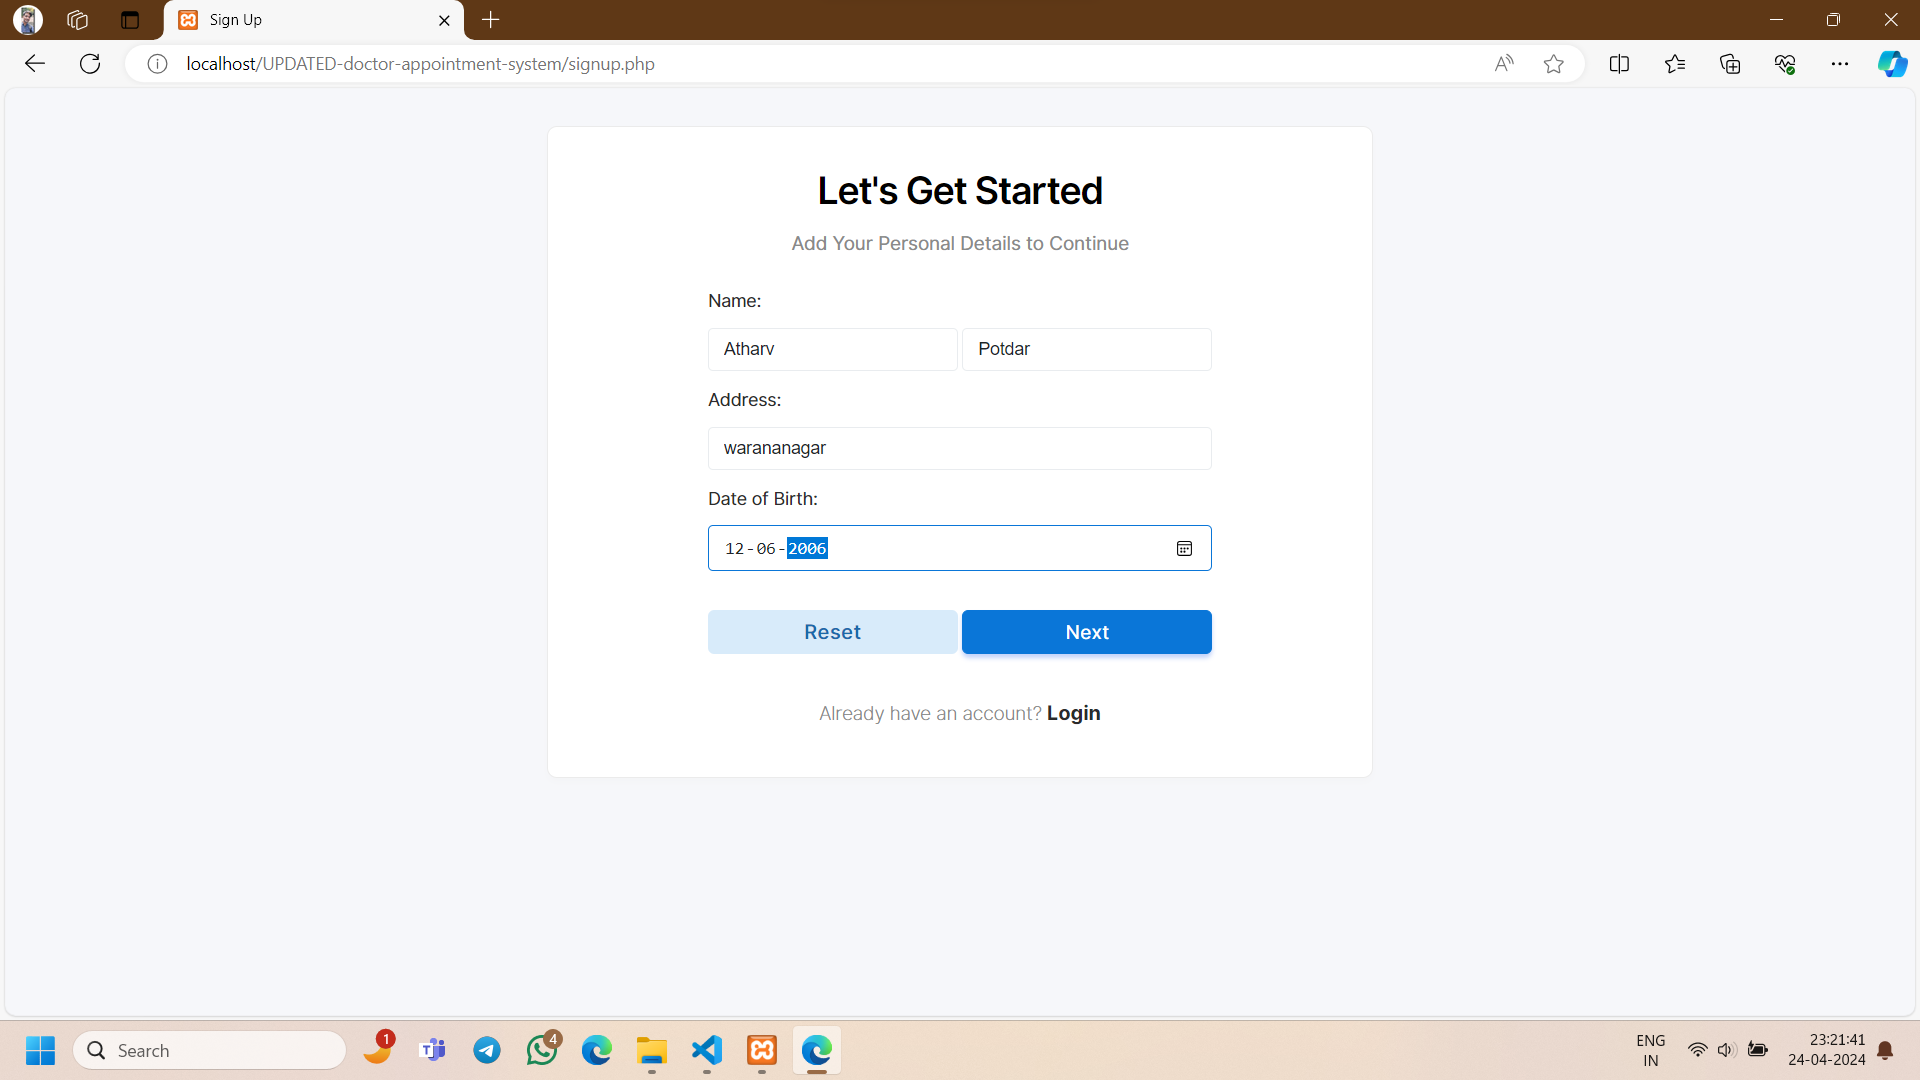 Sign Up
localhost/UPDATED-doctor-appointment-system/signup.php
Let's Get Started
Add Your Personal Details to Continue
Name:
Atharv Potdar
Address:
warananagar
Date of Birth:
12-06-2006
Reset Next
Already have an account? Login
Search 1 4 ENG IN 23:21:41
24-04-2024